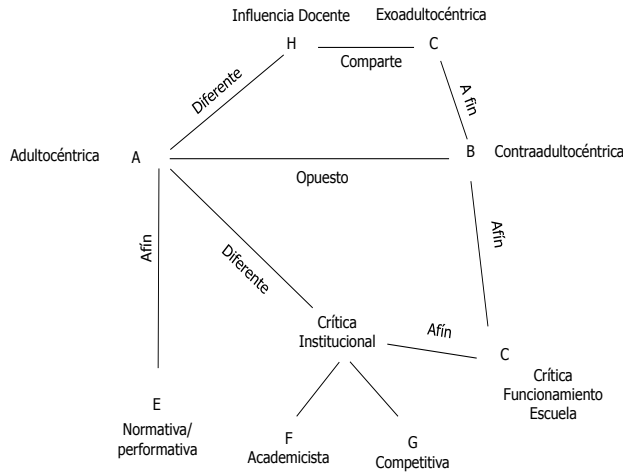 Influencia Docente
Exoadultocéntrica
H
C
Comparte
Diferente
A fin
Adultocéntrica
A
B
Contraadultocéntrica
Opuesto
Afín
Diferente
Afín
Crítica
Institucional
Afín
C
Crítica
Funcionamiento
Escuela
E
Normativa/
performativa
F
Academicista
G
Competitiva